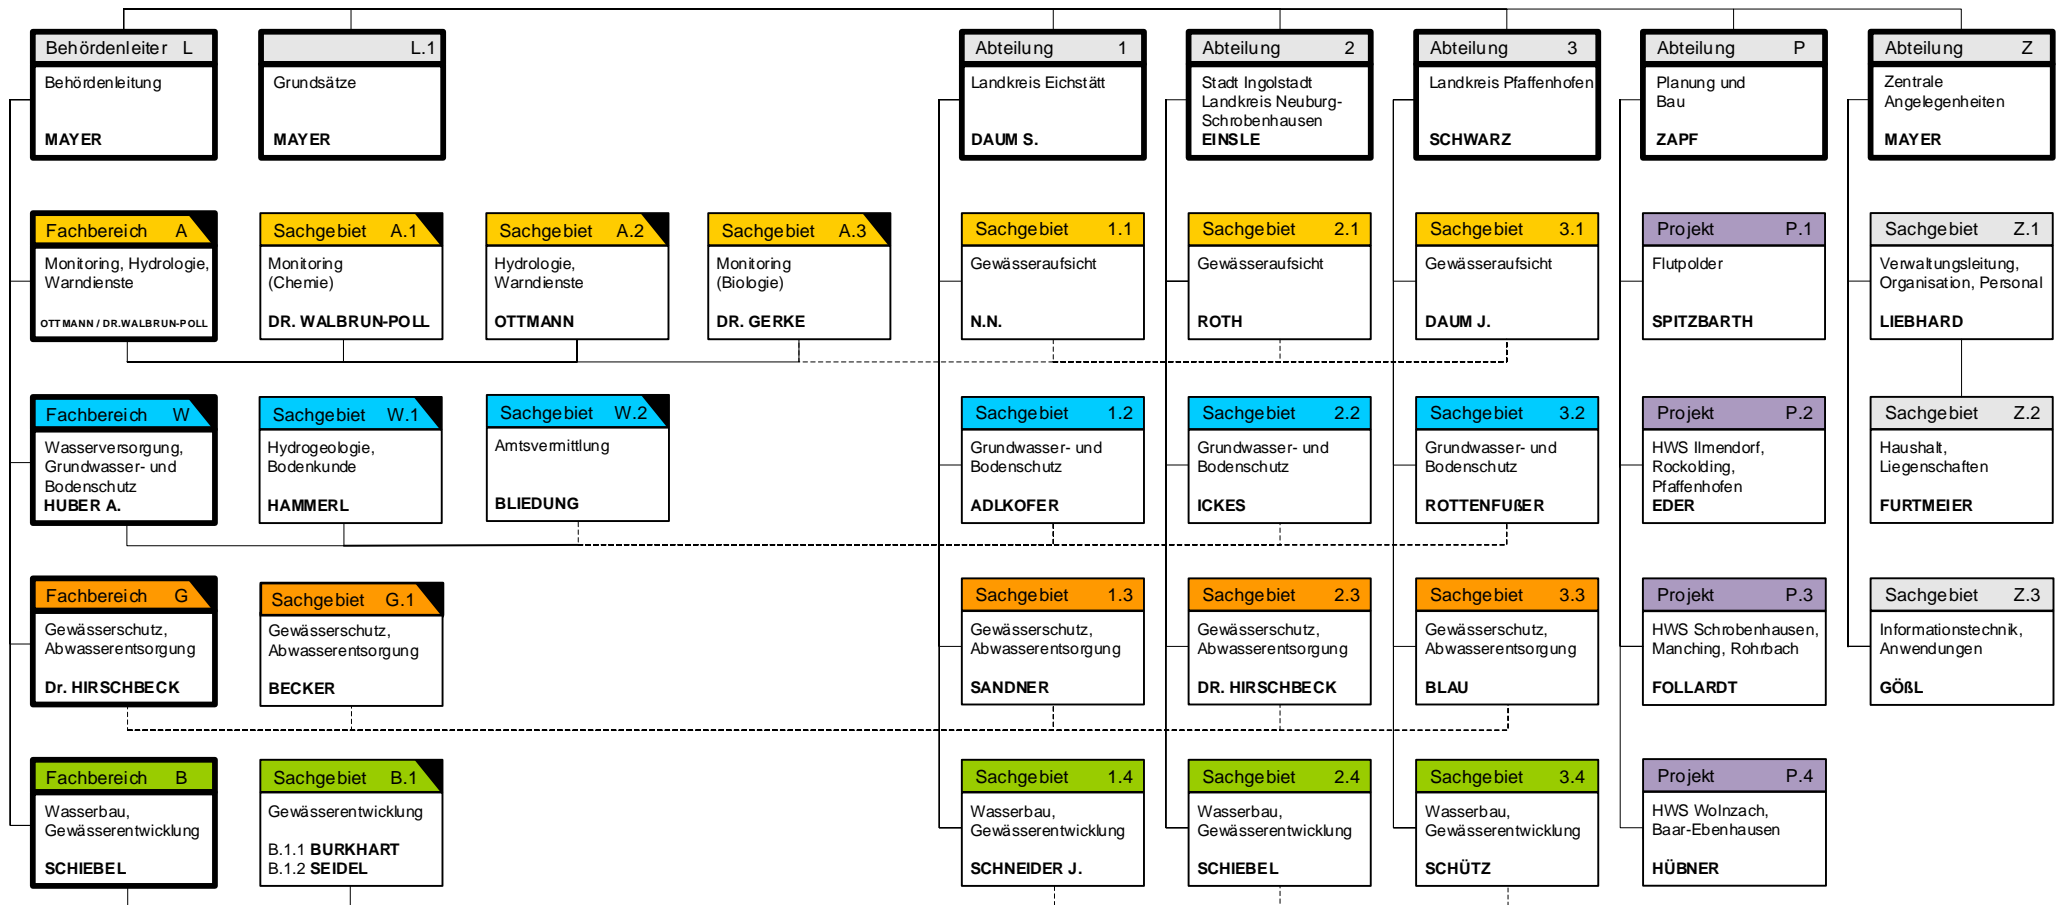 Behördenleiter L
Behördenleitung
MAYER
L.1
Grundsätze
MAYER
Abteilung 1
Landkreis Eichstätt
DAUM S.
Abteilung 2
Stadt Ingolstadt
Landkreis Neuburg-
Schrobenhausen
EINSLE
Abteilung 3
Landkreis Pfaffenhofen
SCHWARZ
Abteilung P
Planung und
Bau
ZAPF
Abteilung Z
Zentrale
Angelegenheiten
MAYER
Fachbereich A
Monitoring, Hydrologie,
Warndienste
OTTMANN / DR.WALBRUN-POLL
Sachgebiet A.1
Monitoring
(Chemie)
DR. WALBRUN-POLL
Sachgebiet A.2
Hydrologie,
Warndienste
OTTMANN
Sachgebiet A.3
Monitoring
(Biologie)
DR. GERKE
Sachgebiet 1.1
Gewässeraufsicht
N.N.
Sachgebiet 2.1
Gewässeraufsicht
ROTH
Sachgebiet 3.1
Gewässeraufsicht
DAUM J.
Projekt P.1
Flutpolder
SPITZBARTH
Sachgebiet Z.1
Verwaltungsleitung,
Organisation, Personal
LIEBHARD
Fachbereich W
Wasserversorgung,
Grundwasser- und
Bodenschutz
HUBER A.
Sachgebiet W.1
Hydrogeologie,
Bodenkunde
HAMMERL
Sachgebiet W.2
Amtsvermittlung
BLIEDUNG
Sachgebiet 1.2
Grundwasser- und
Bodenschutz
ADLKOFER
Sachgebiet 2.2
Grundwasser- und
Bodenschutz
ICKES
Sachgebiet 3.2
Grundwasser- und
Bodenschutz
ROTTENFUßER
Projekt P.2
HWS Ilmendorf,
Rockolding,
Pfaffenhofen
EDER
Sachgebiet Z.2
Haushalt,
Liegenschaften
FURTMEIER
Fachbereich G
Gewässerschutz,
Abwasserentsorgung
Dr. HIRSCHBECK
Sachgebiet G.1
Gewässerschutz,
Abwasserentsorgung
BECKER
Sachgebiet 1.3
Gewässerschutz,
Abwasserentsorgung
SANDNER
Sachgebiet 2.3
Gewässerschutz,
Abwasserentsorgung
DR. HIRSCHBECK
Sachgebiet 3.3
Gewässerschutz,
Abwasserentsorgung
BLAU
Projekt P.3
HWS Schrobenhausen,
Manching, Rohrbach
FOLLARDT
Sachgebiet Z.3
Informationstechnik,
Anwendungen
GÖßL
Fachbereich B
Wasserbau,
Gewässerentwicklung
SCHIEBEL
Sachgebiet B.1
Gewässerentwicklung
B.1.1 BURKHART
B.1.2 SEIDEL
Sachgebiet 1.4
Wasserbau,
Gewässerentwicklung
SCHNEIDER J.
Sachgebiet 2.4
Wasserbau,
Gewässerentwicklung
SCHIEBEL
Sachgebiet 3.4
Wasserbau,
Gewässerentwicklung
SCHÜTZ
Projekt P.4
HWS Wolnzach,
Baar-Ebenhausen
HÜBNER